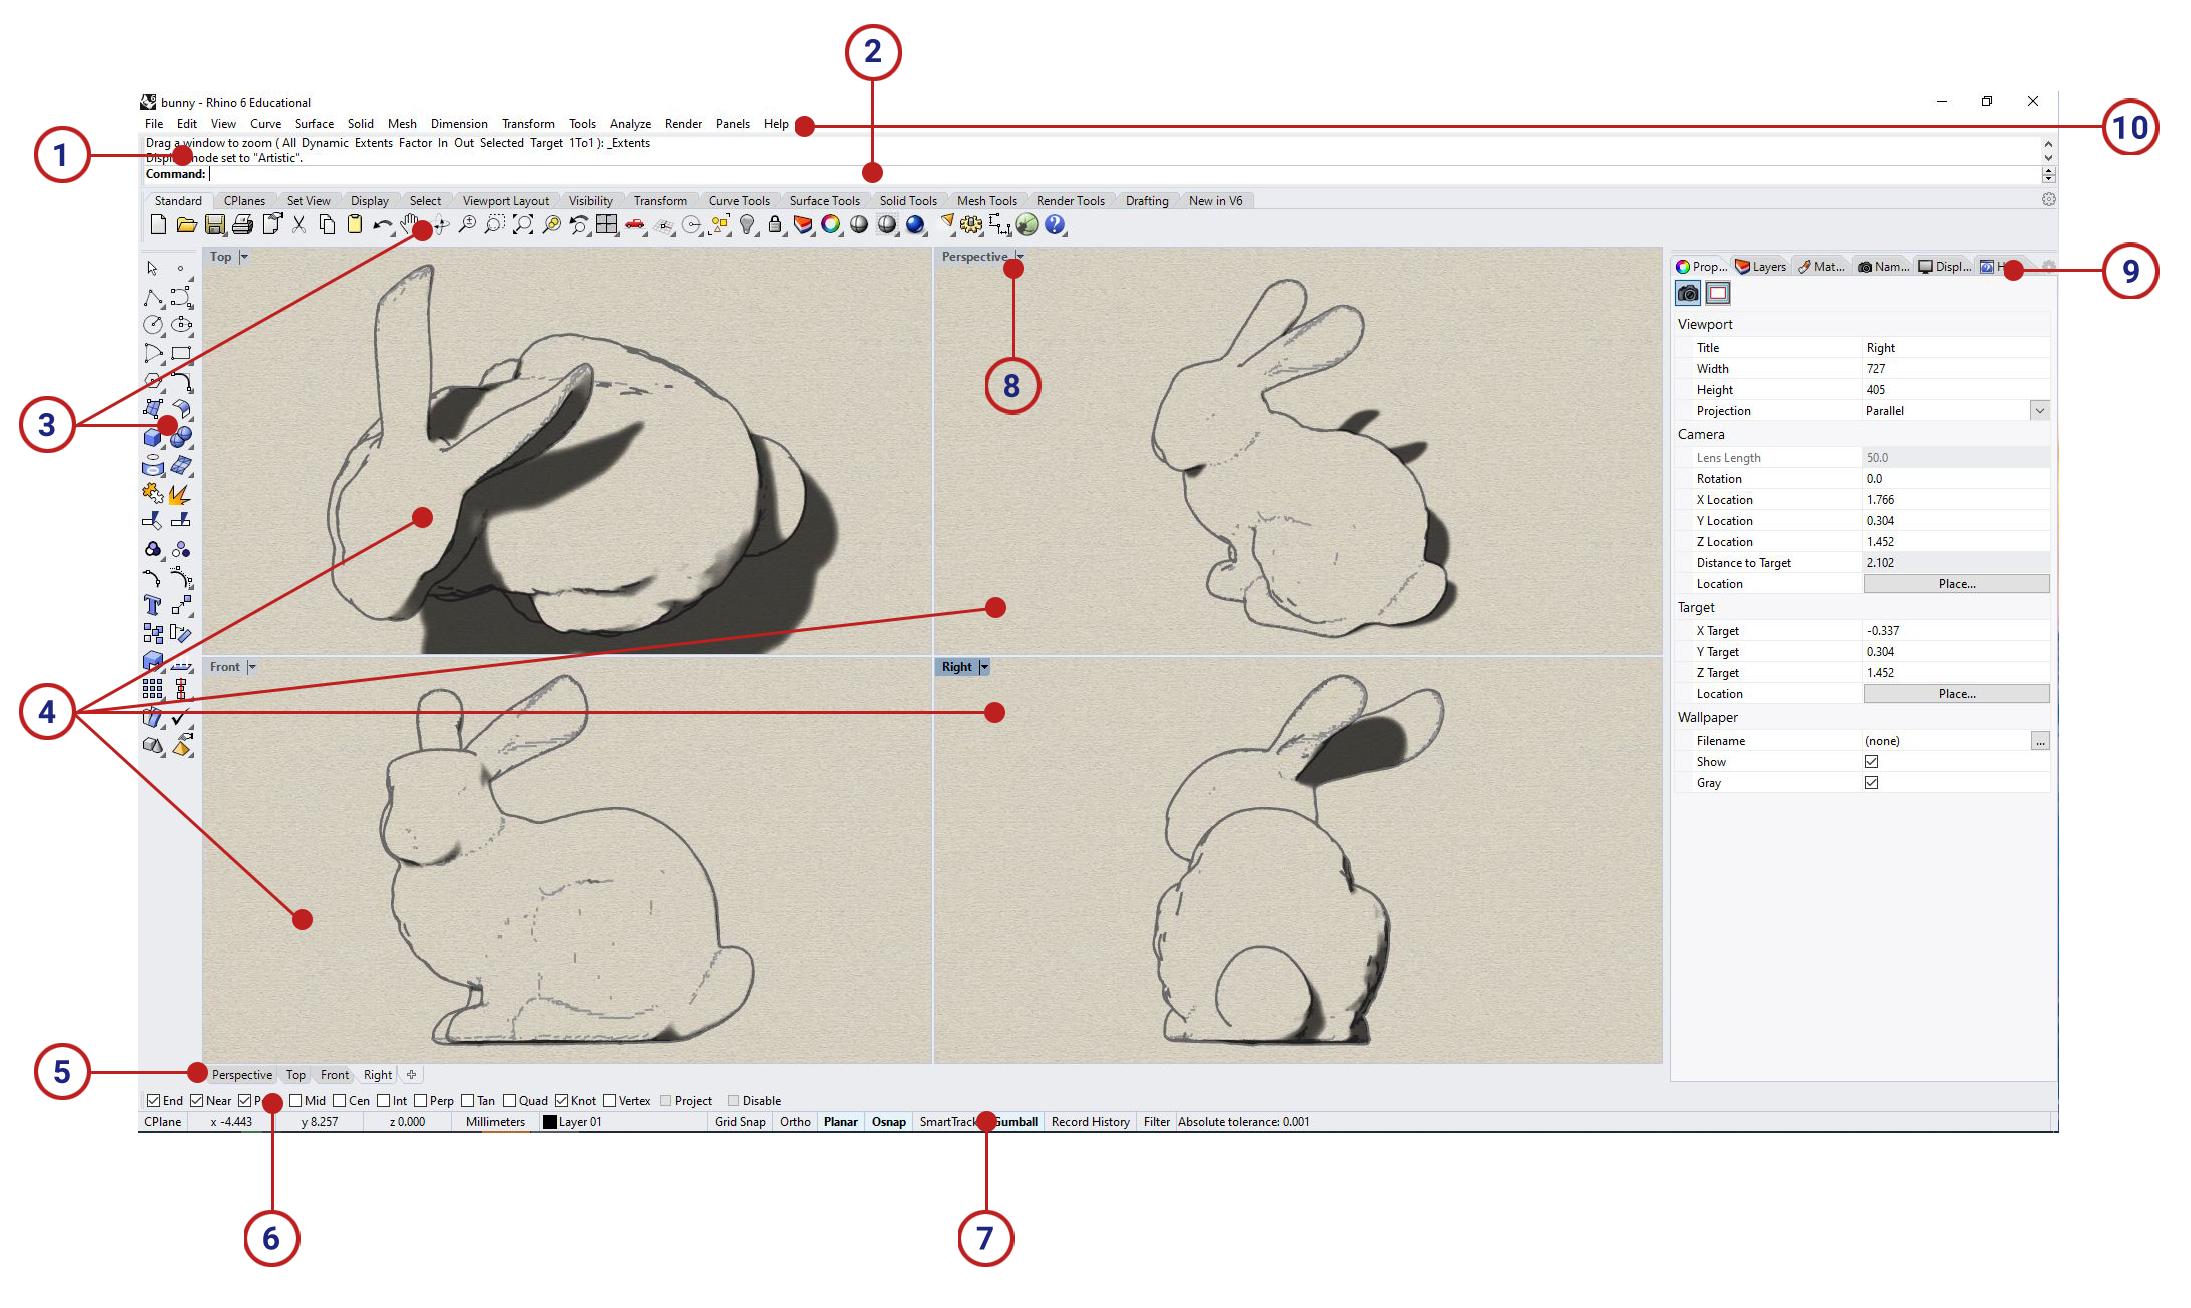 2
bunny - Rhino 6 Educational
File Edit View Curve Surface Solid Mesh Dimension Transform Tools Analyze Render Panels Help
10
1
Drag a window to zoom ( All Dynamic Extents Factor In Out Selected Target 1To1 ): _Extents
mode set to "Artistic".
Command:
Standard CPlanes Set View Display Select Viewport Layout Visibility Transform Curve Tools Surface Tools Solid Tools Mesh Tools Render Tools Drafting New in V6
Top
Perspective
Prop... Layers Mat... Nam... Displ...
9
Viewport
Title Right
Width 727
Height 405
Projection Parallel
8
3
Camera
Lens Length 50.0
Rotation 0.0
X Location 1.766
Y Location 0.304
Z Location 1.452
Distance to Target 2.102
Location Place...
Target
X Target -0.337
Y Target 0.304
Z Target 1.452
Location Place...
Front
Right
4
Wallpaper
Filename (none) ...
Show
Gray
5
Perspective Top Front Right
End Near Mid Cen Int Perp Tan Quad Knot Vertex Project Disable
CPlane x -4.443 y 8.257 z 0.000 Millimeters Layer 01 Grid Snap Ortho Planar Osnap SmartTrack Gumball Record History Filter Absolute tolerance: 0.001
6
7